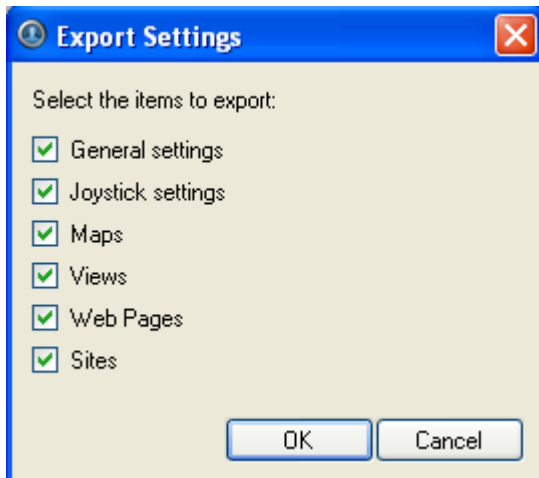 Export Settings
Select the items to export:
General settings
Joystick settings
Maps
Views
Web Pages
Sites
OK Cancel